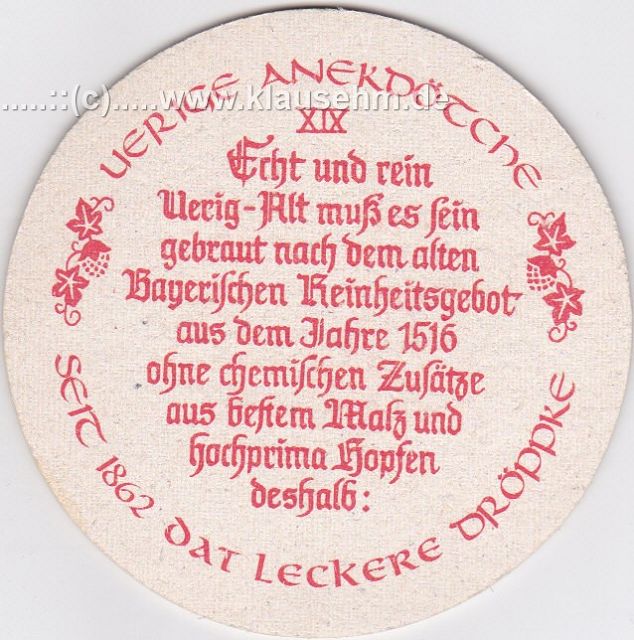 .....::(c).....www.klausehm.de
UERIGE ANEKDÖTCHE
XIX
Echt und rein
Uerig-Alt muß es sein
gebraut nach dem alten
Bayerischen Reinheitsgebot
aus dem Jahre 1516
ohne chemischen Zusätze
aus bestem Malz und
hochprima Hopfen
deshalb:
SEIT 1862 DAT LECKERE DRÖPPKE